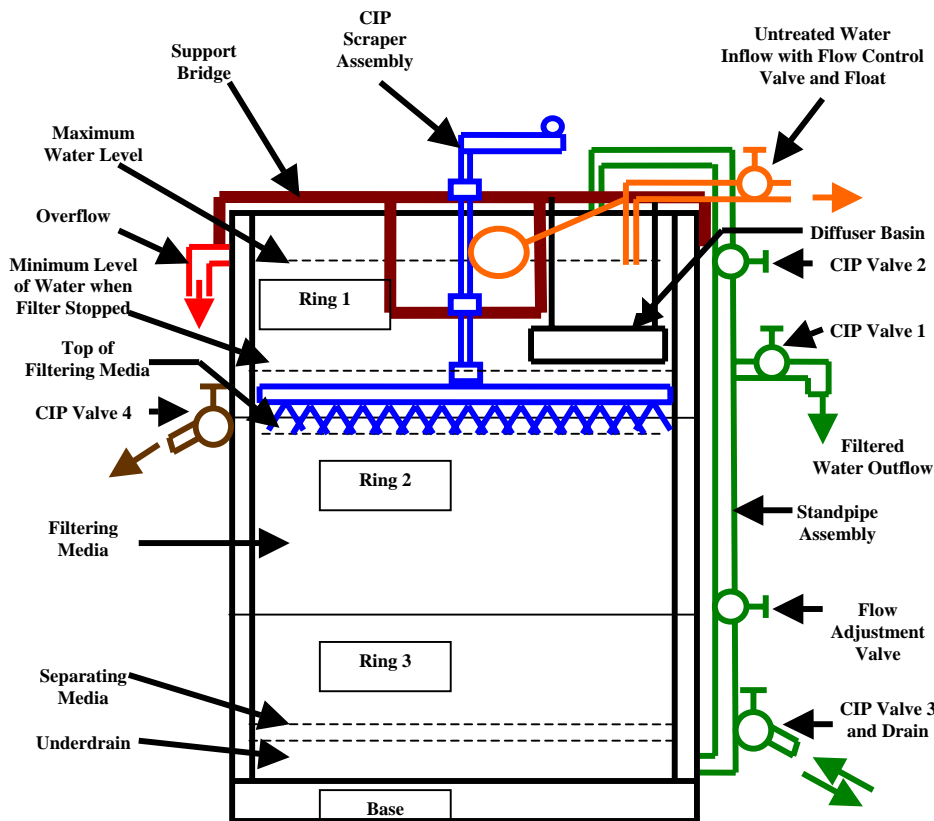 CIP
Scraper
Assembly
Untreated Water
Inflow with Flow Control
Valve and Float
Support
Bridge
Maximum
Water Level
Overflow
Minimum Level
of Water when
Filter Stopped
Top of
Filtering Media
CIP Valve 4
Filtering
Media
Separating
Media
Underdrain
Ring 1
Ring 2
Ring 3
Base
Diffuser Basin
CIP Valve 2
CIP Valve 1
Filtered
Water Outflow
Standpipe
Assembly
Flow
Adjustment
Valve
CIP Valve 3
and Drain